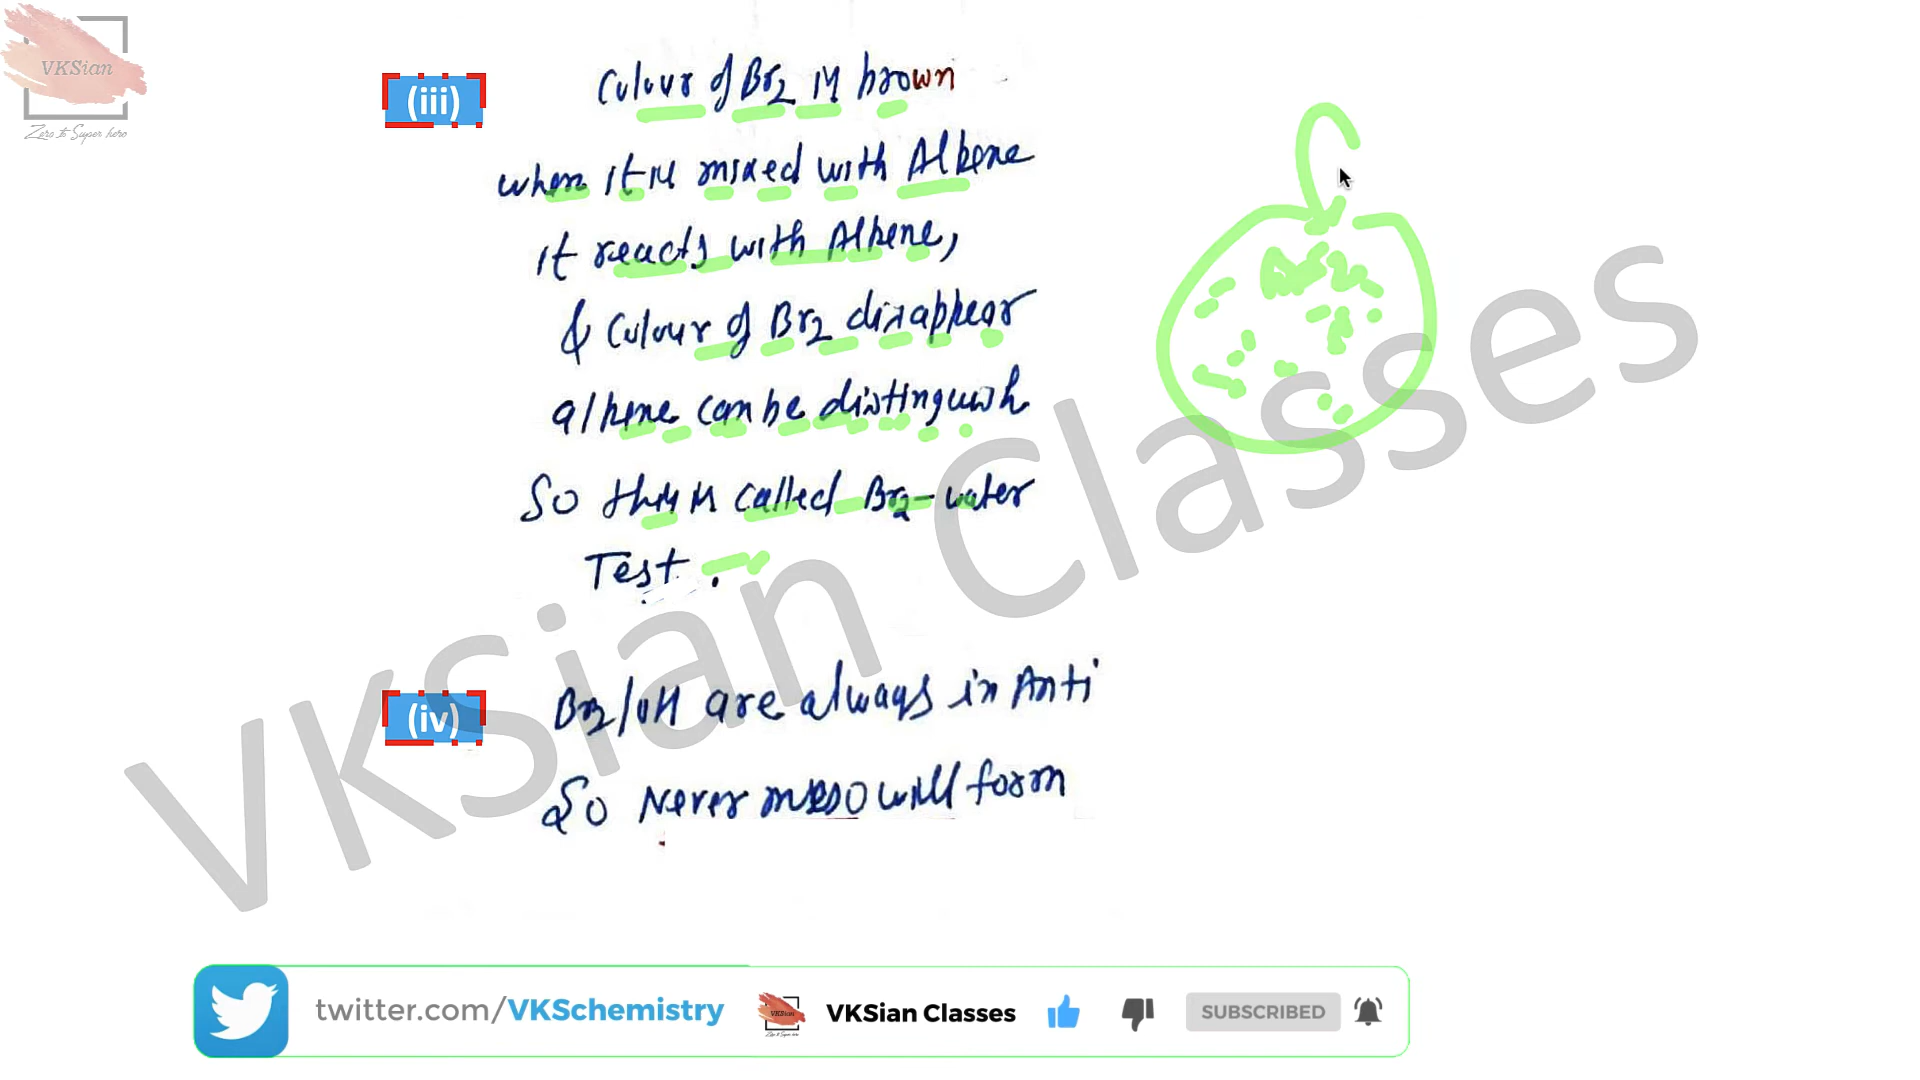 VKSian
Zero to Super hero
(iii)
Colour of Br2 is brown
when it is mixed with Alkene
it reacts with Alkene,
& Colour of Br2 disappear
alkene can be distinguish
So this is called Br2-water
Test.
(iv)
Br2/OH are always in Anti
So Never meso will form
VKSian Classes
twitter.com/VKSchemistry
VKSian
VKSian Classes
SUBSCRIBED